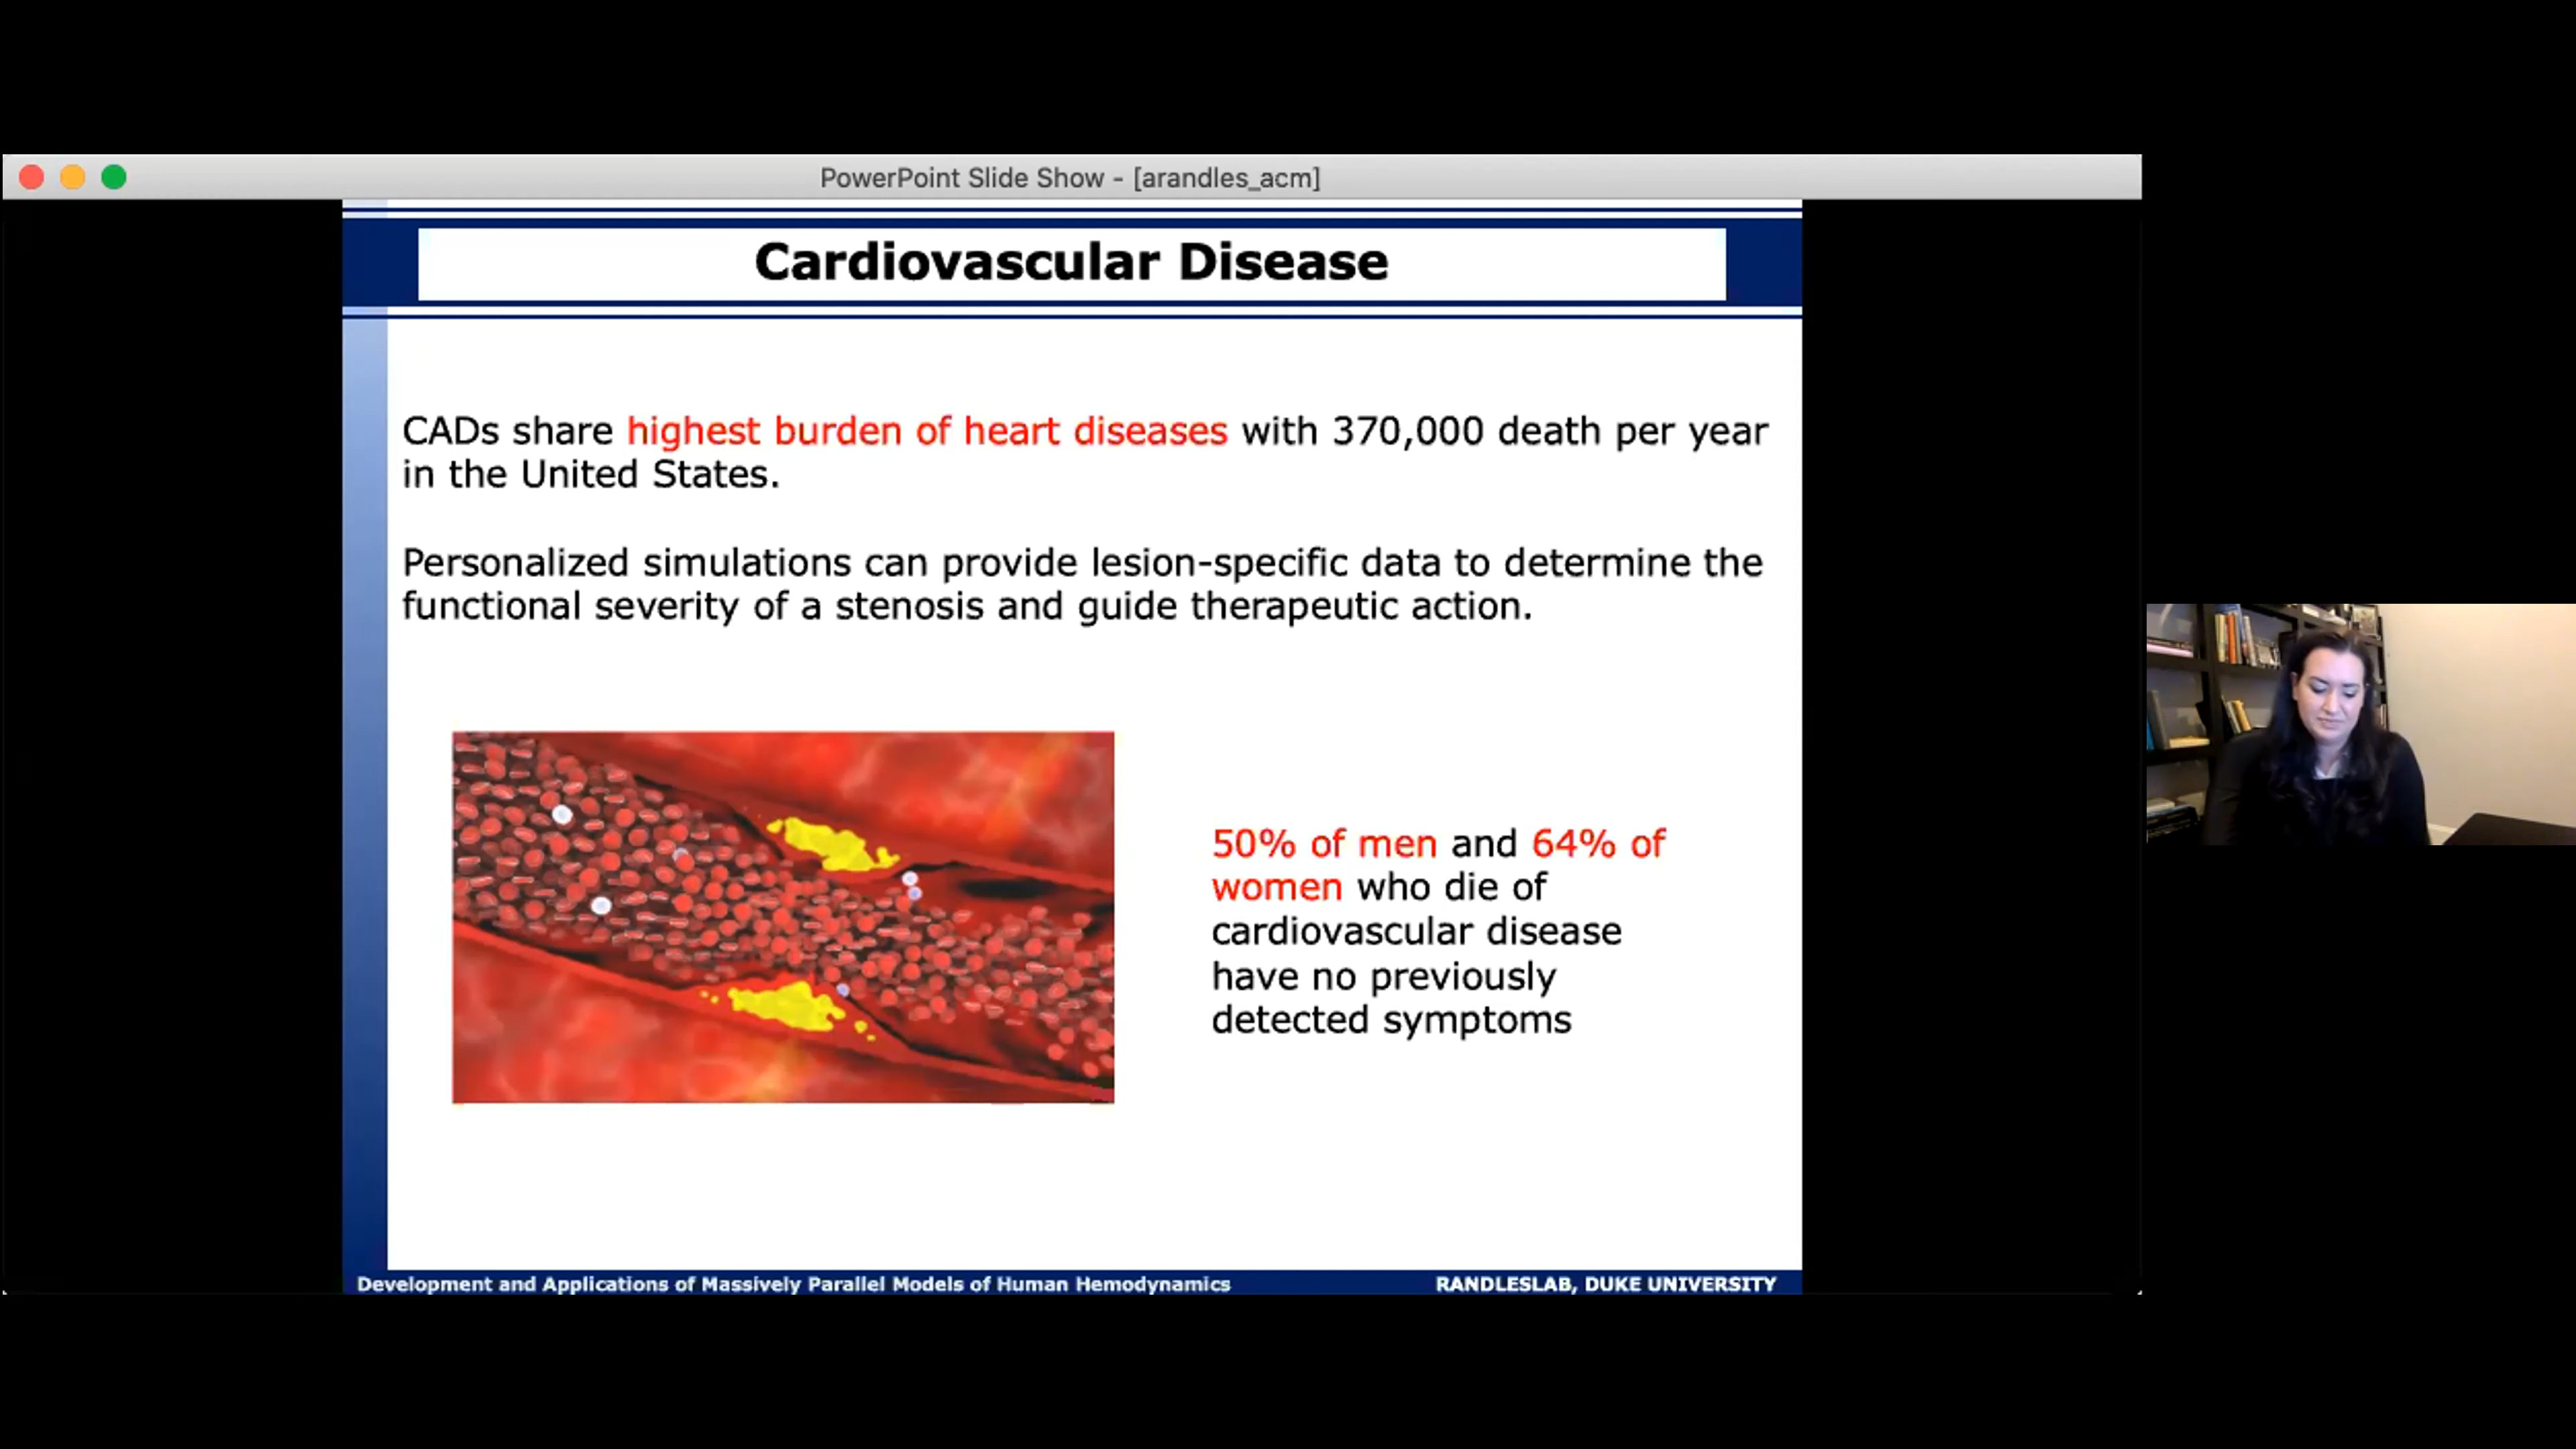 PowerPoint Slide Show - [arandles_acm]
Cardiovascular Disease
CADs share highest burden of heart diseases with 370,000 death per year
in the United States.
Personalized simulations can provide lesion-specific data to determine the
functional severity of a stenosis and guide therapeutic action.
50% of men and 64% of
women who die of
cardiovascular disease
have no previously
detected symptoms
Development and Applications of Massively Parallel Models of Human Hemodynamics
RANDLESLAB, DUKE UNIVERSITY